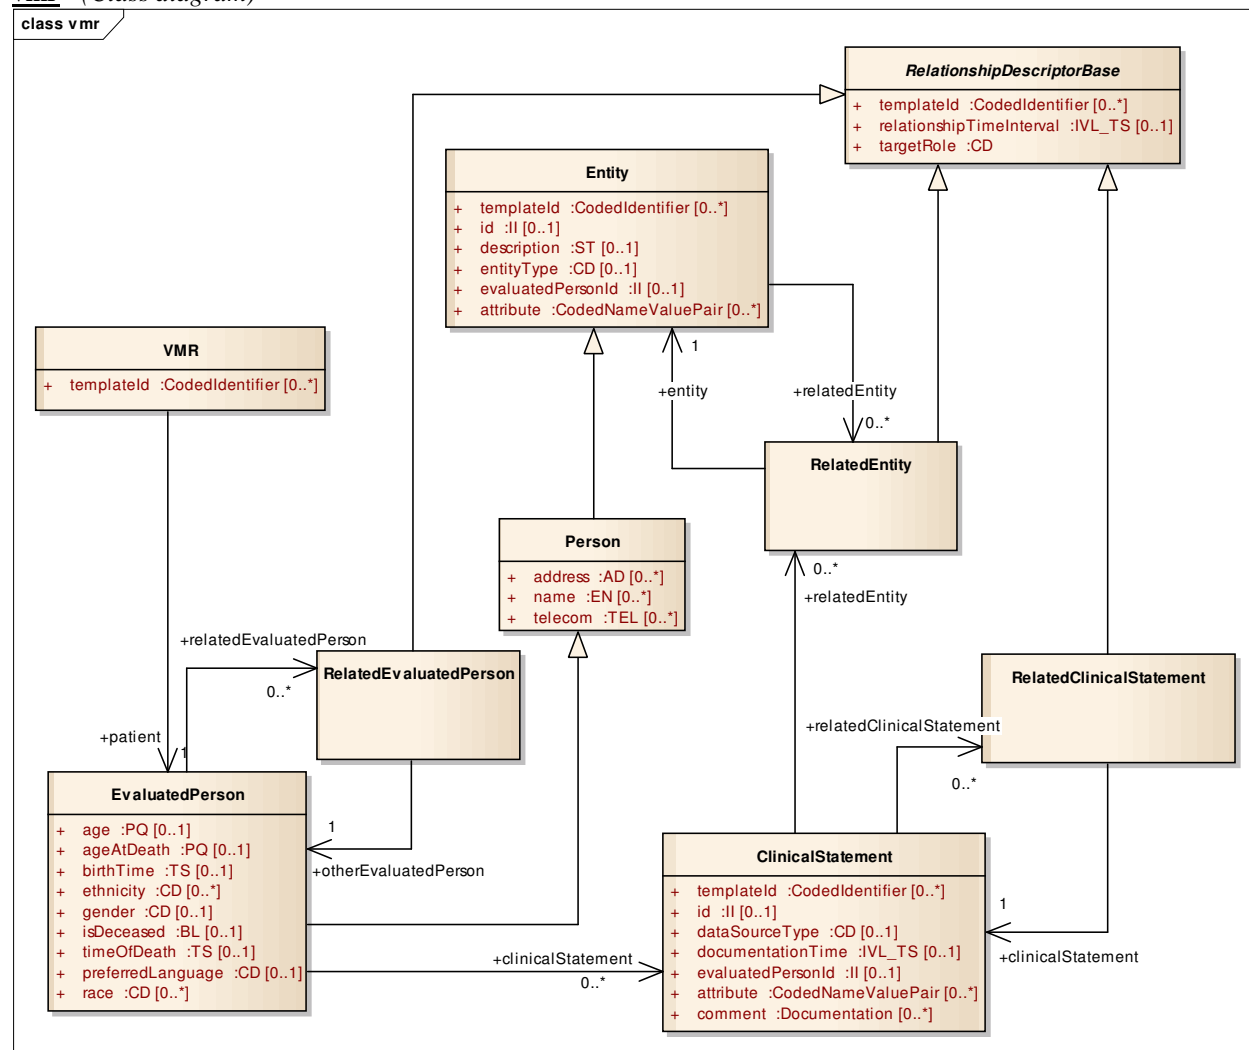 vmr (Class diagram)
class vmr
RelationshipDescriptorBase
+ templateId :CodedIdentifier [0..*]
+ relationshipTimeInterval :IVL_TS [0..1]
+ targetRole :CD
Entity
+ templateId :CodedIdentifier [0..*]
+ id :II [0..1]
+ description :ST [0..1]
+ entityType :CD [0..1]
+ evaluatedPersonId :II [0..1]
+ attribute :CodedNameValuePair [0..*]
VMR
+ templateId :CodedIdentifier [0..*]
1
+entity
+relatedEntity
0..*
RelatedEntity
Person
+ address :AD [0..*]
+ name :EN [0..*]
+ telecom :TEL [0..*]
0..*
+relatedEntity
+relatedEvaluatedPerson
0..*
RelatedEvaluatedPerson
RelatedClinicalStatement
+relatedClinicalStatement
0..*
+patient
1
EvaluatedPerson
+ age :PQ [0..1]
+ ageAtDeath :PQ [0..1]
+ birthTime :TS [0..1]
+ ethnicity :CD [0..*]
+ gender :CD [0..1]
+ isDeceased :BL [0..1]
+ timeOfDeath :TS [0..1]
+ preferredLanguage :CD [0..1]
+ race :CD [0..*]
1
+otherEvaluatedPerson
+clinicalStatement
0..*
ClinicalStatement
+ templateId :CodedIdentifier [0..*]
+ id :II [0..1]
+ dataSourceType :CD [0..1]
+ documentationTime :IVL_TS [0..1]
+ evaluatedPersonId :II [0..1]
+ attribute :CodedNameValuePair [0..*]
+ comment :Documentation [0..*]
1
+clinicalStatement